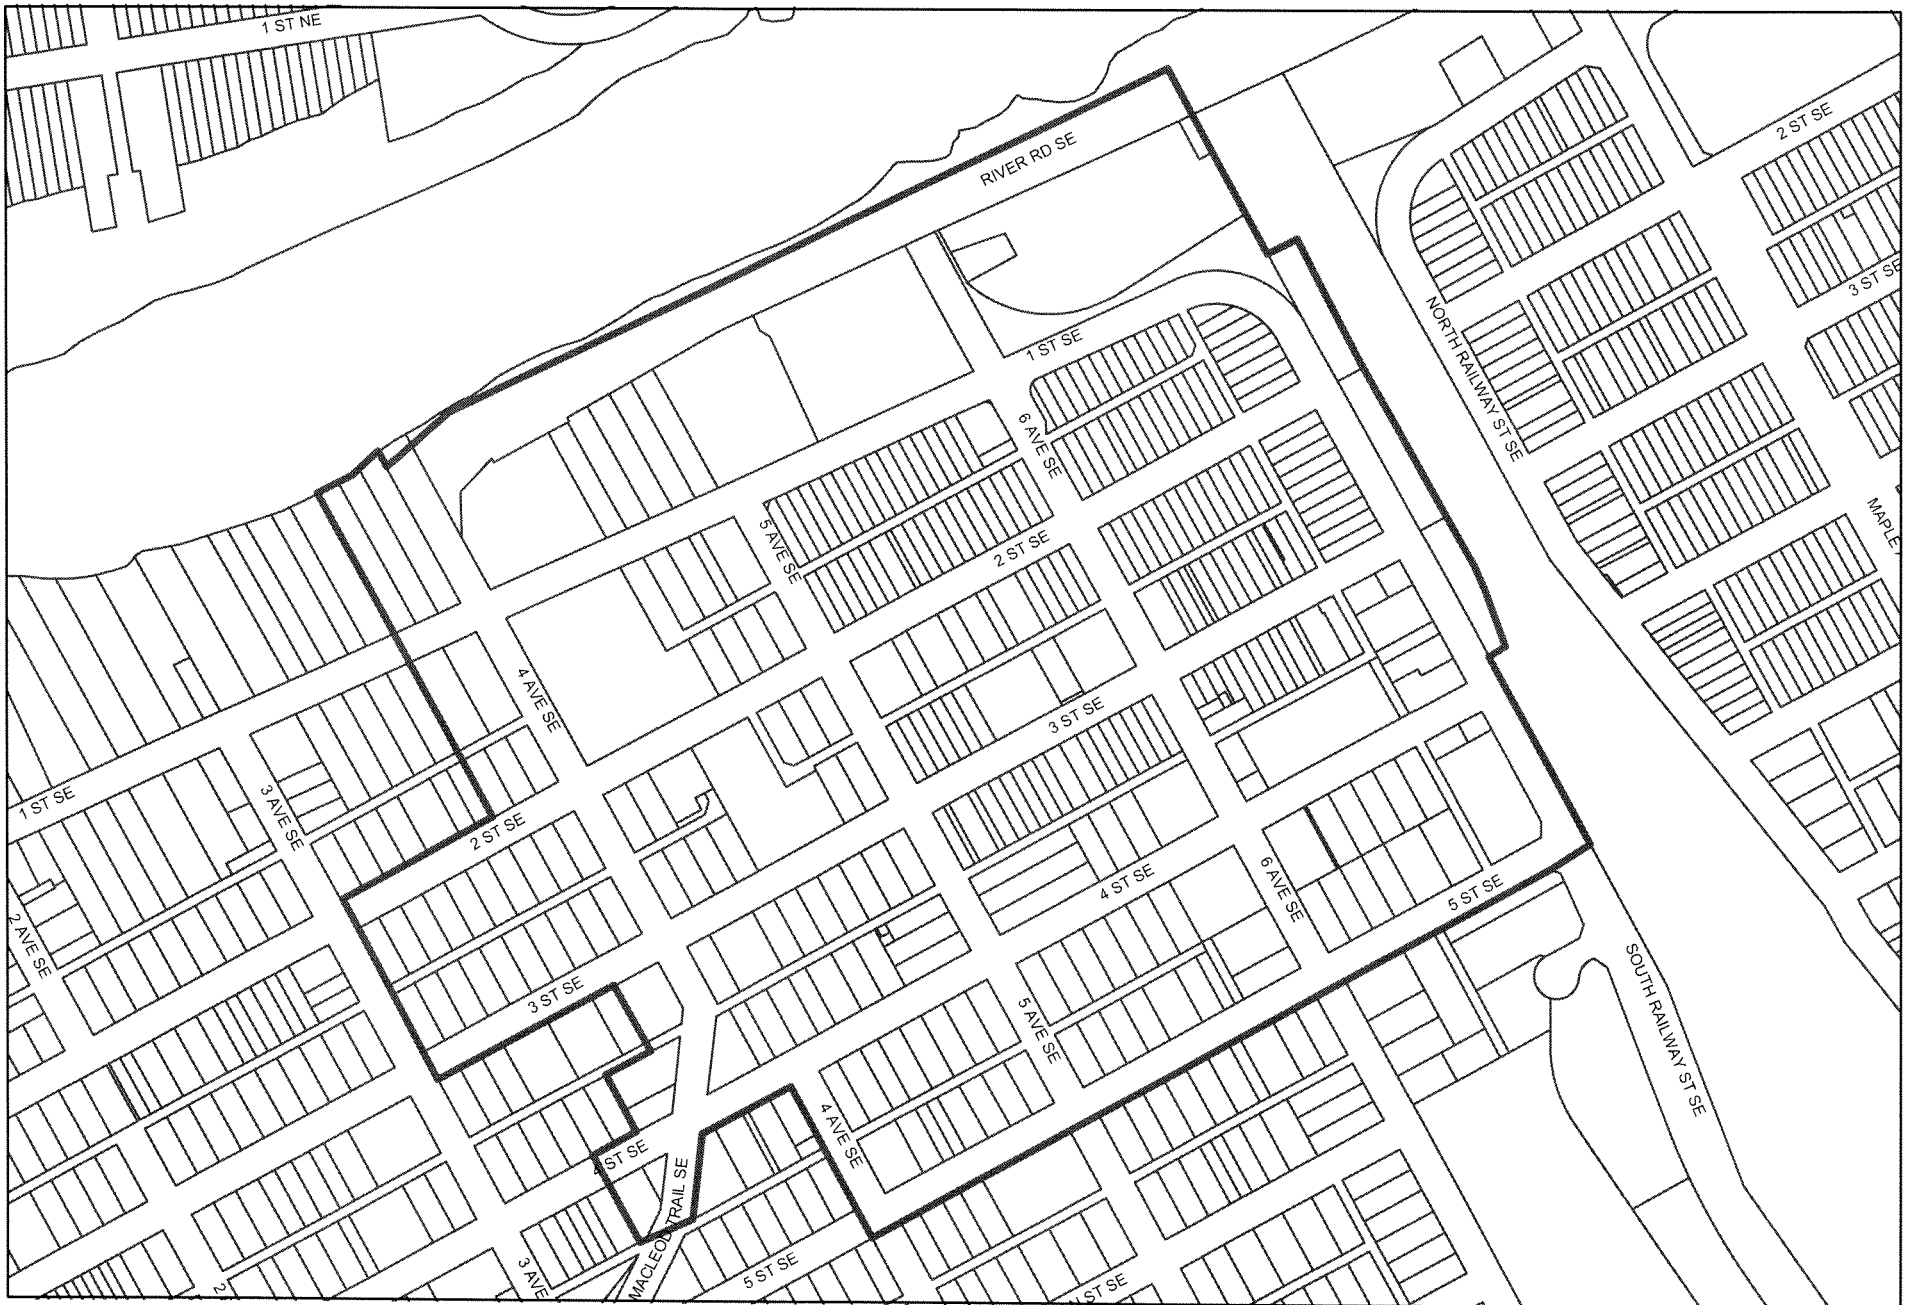 1 ST NE
RIVER RD SE
2 ST SE
3 ST SE
NORTH RAILWAY ST SE
1 ST SE
6 AVE SE
MAPLE
5 AVE SE
2 ST SE
4 AVE SE
3 ST SE
1 ST SE
3 AVE SE
2 ST SE
4 ST SE
6 AVE SE
5 ST SE
2 AVE SE
3 ST SE
SOUTH RAILWAY ST SE
5 AVE SE
4 AVE SE
4 ST SE
MACLEOD TRAIL SE
5 ST SE
3 AVE
2
ST SE